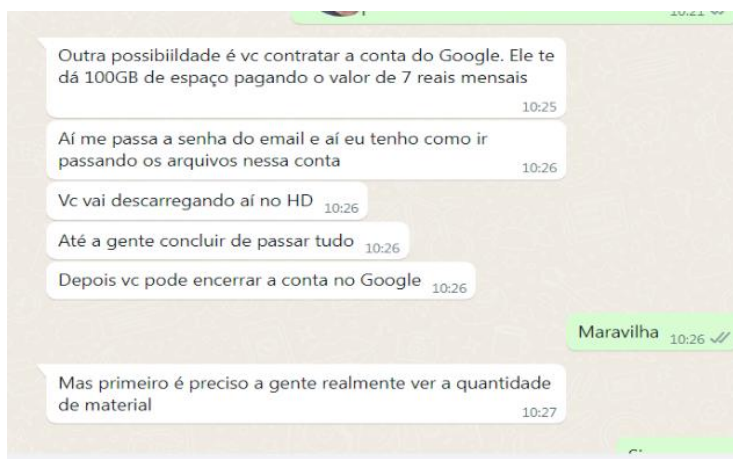 10:21
Outra possibiildade é vc contratar a conta do Google. Ele te
dá 100GB de espaço pagando o valor de 7 reais mensais
10:25
Aí me passa a senha do email e aí eu tenho como ir
passando os arquivos nessa conta
10:26
Vc vai descarregando aí no HD 10:26
Até a gente concluir de passar tudo 10:26
Depois vc pode encerrar a conta no Google 10:26
Maravilha 10:26
Mas primeiro é preciso a gente realmente ver a quantidade
de material
10:27